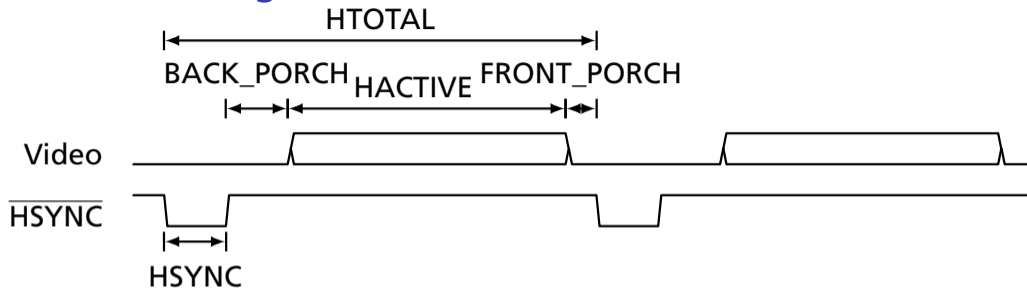 HTOTAL
BACK_PORCH HACTIVE FRONT_PORCH
Video
HSYNC
HSYNC